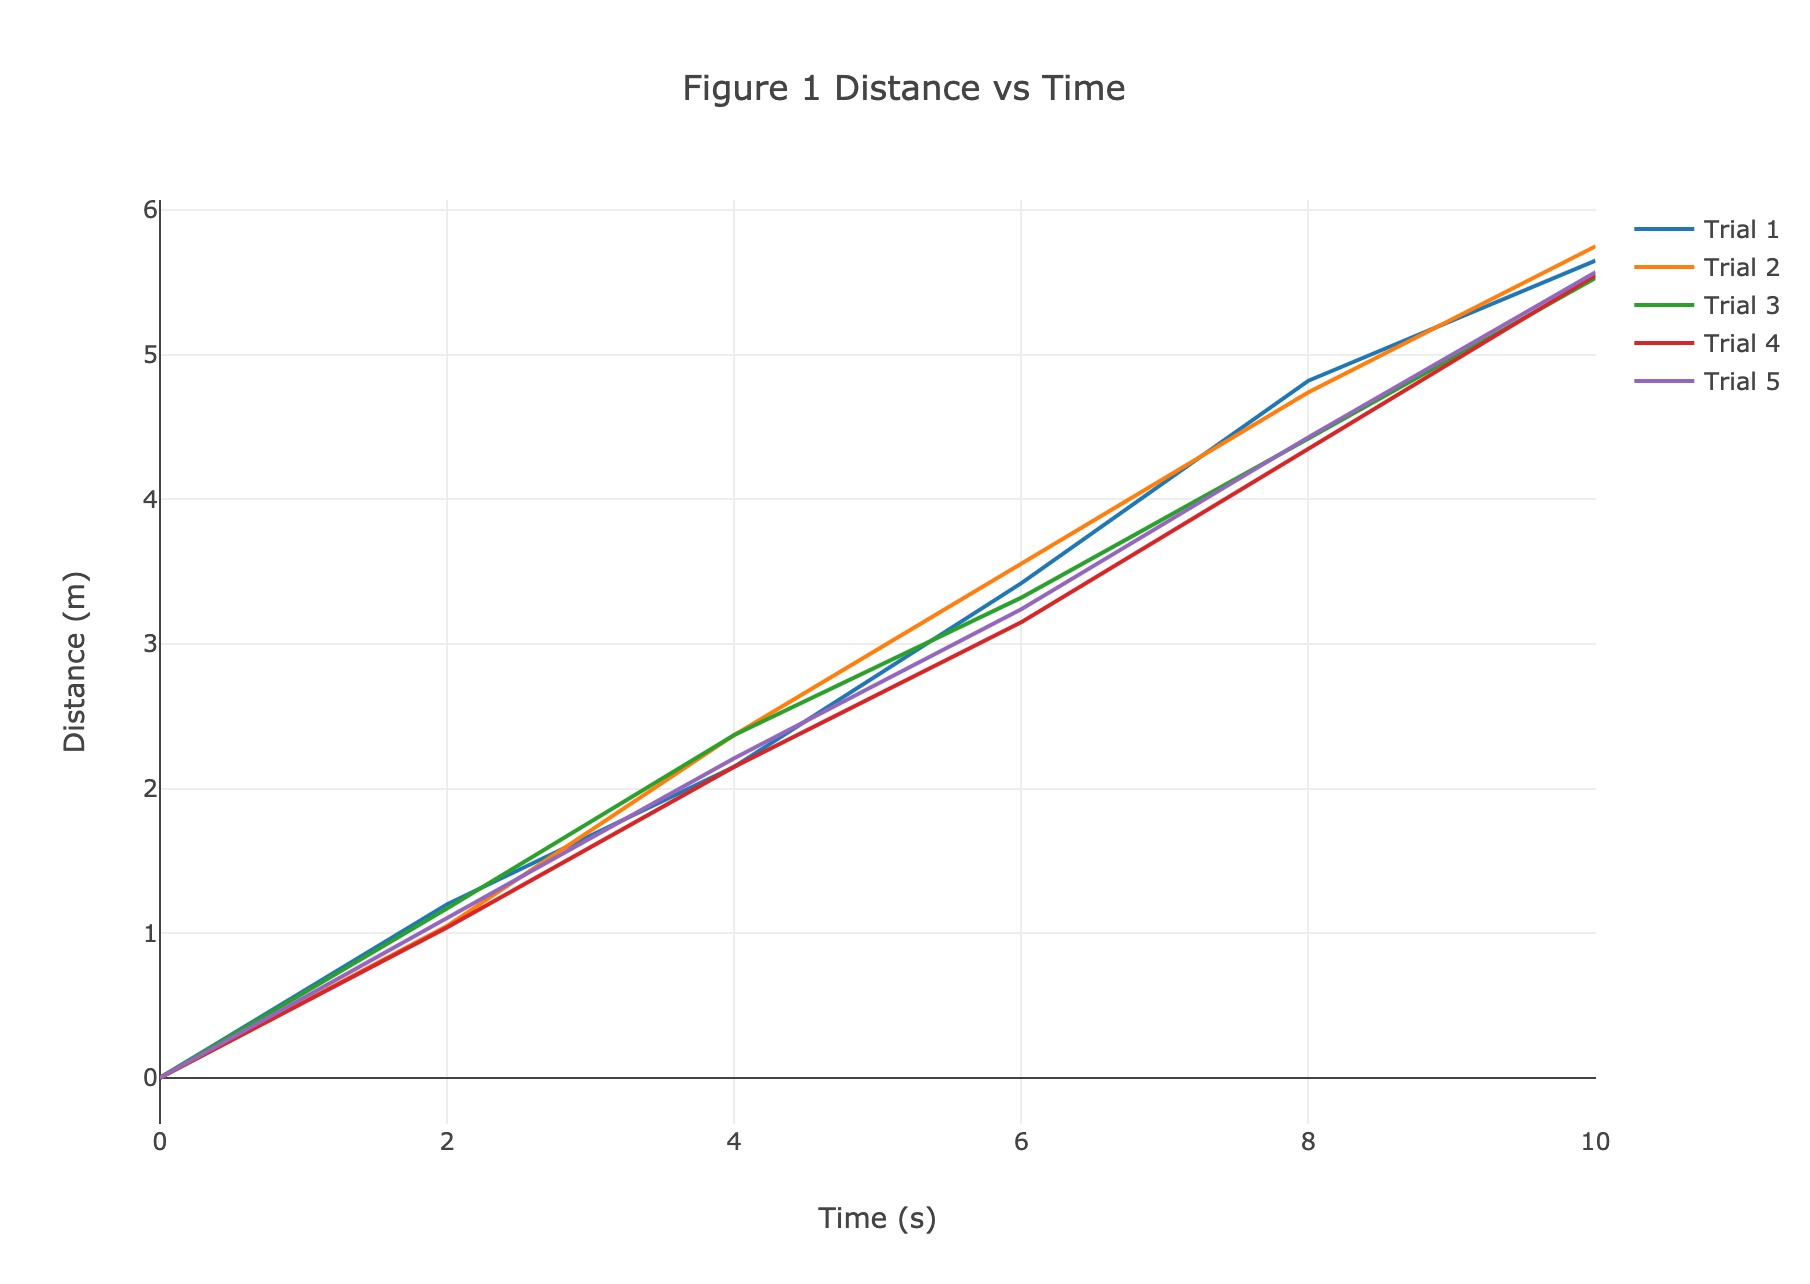 Figure 1 Distance vs Time
6
5
4
3
2
1
0
Distance (m)
0 2 4 6 8 10
Time (s)
Trial 1
Trial 2
Trial 3
Trial 4
Trial 5